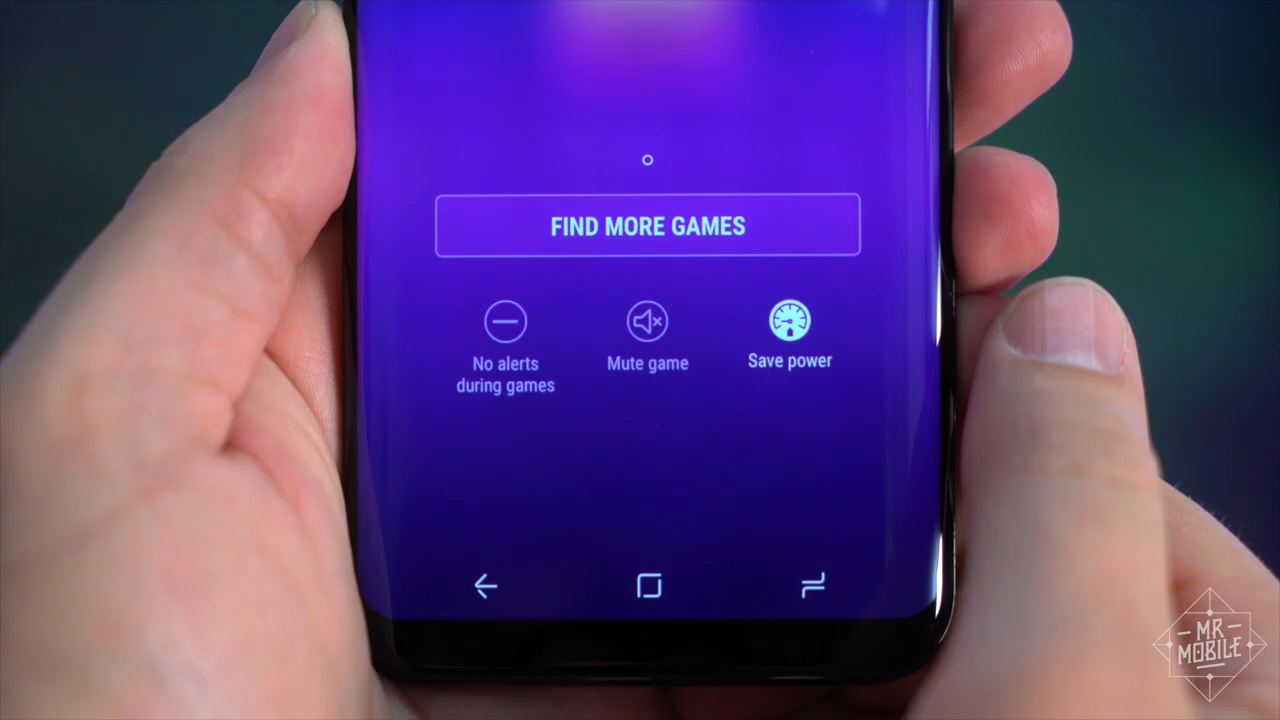 FIND MORE GAMES
No alerts
during games
Mute game
Save power
MR
MOBILE